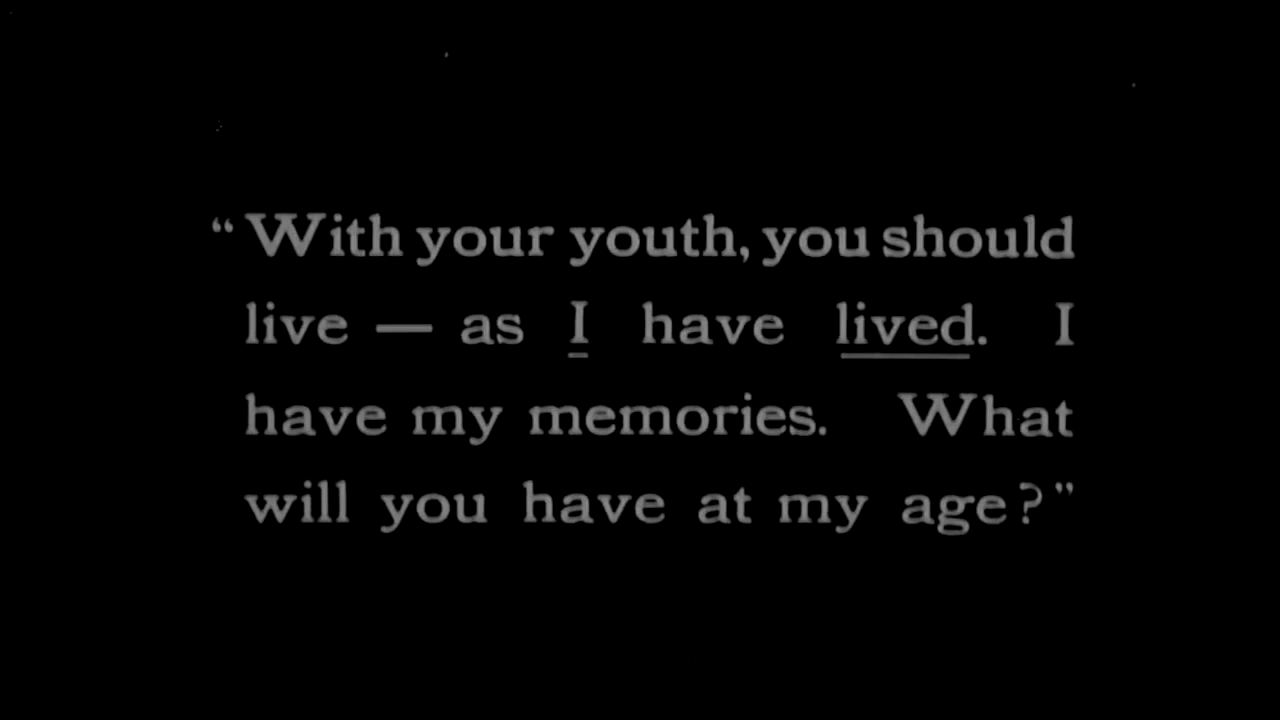 “With your youth, you should
live — as I have lived. I
have my memories. What
will you have at my age?”